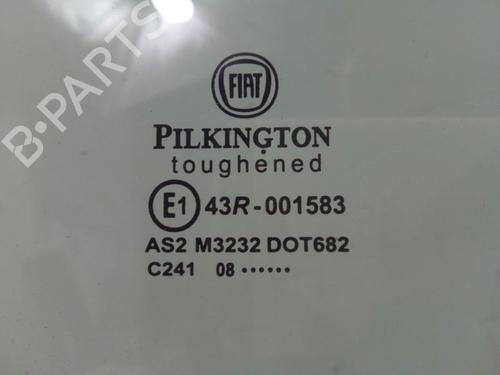 B-PARTS
FIAT
PILKINGTON
toughened
E1 43R-001583
AS2 M3232 DOT682
C241 08 ••••••